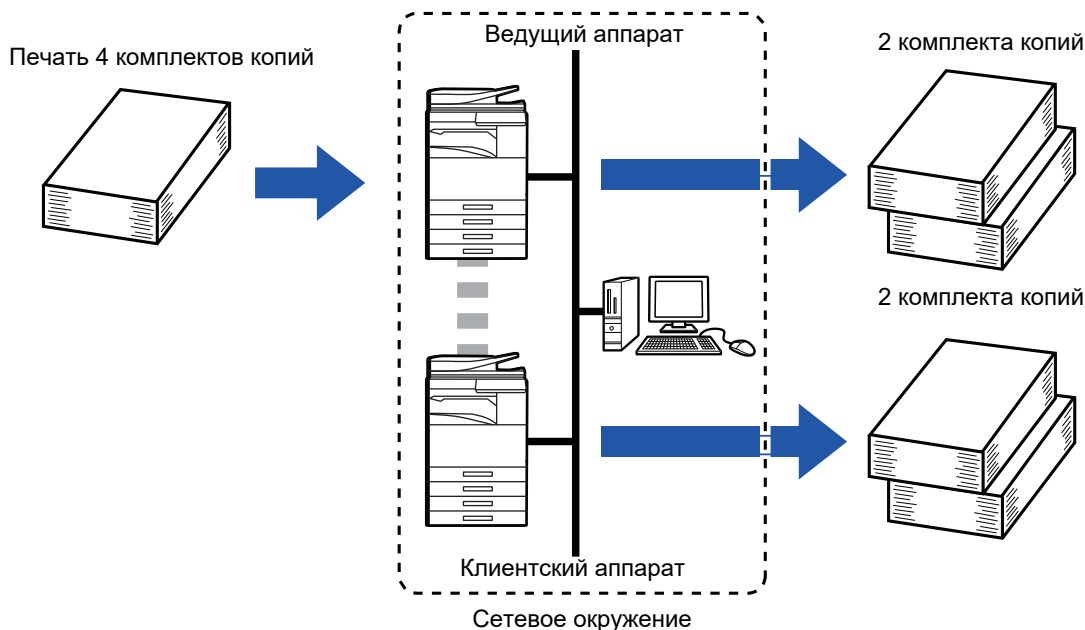 Печать 4 комплектов копий
Ведущий аппарат
2 комплекта копий
2 комплекта копий
Клиентский аппарат
Сетевое окружение